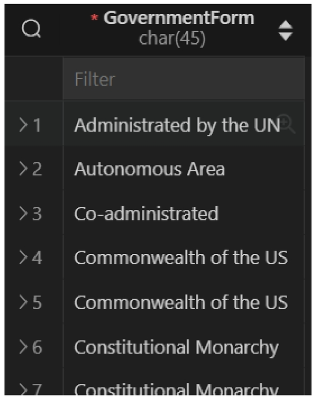 * GovernmentForm
char(45)
Filter
1 Administrated by the UN
2 Autonomous Area
3 Co-administrated
4 Commonwealth of the US
5 Commonwealth of the US
6 Constitutional Monarchy
7 Constitutional Monarchy